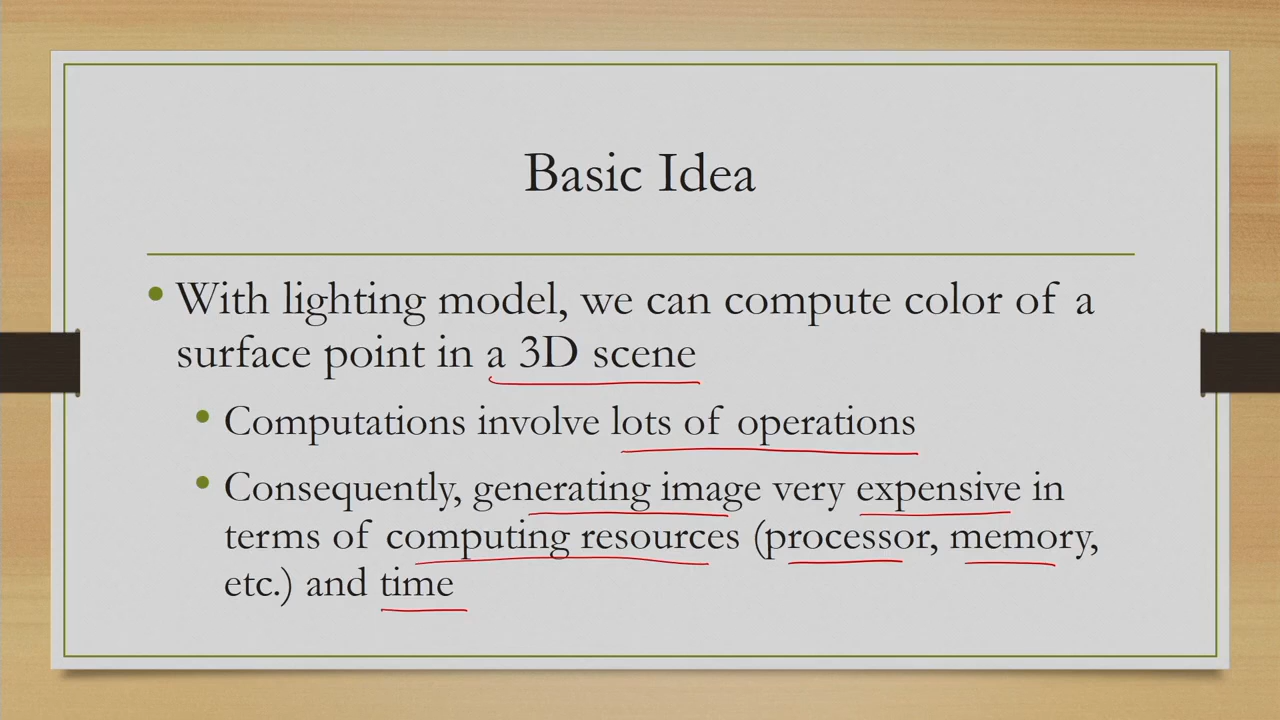 Basic Idea
• With lighting model, we can compute color of a
surface point in a 3D scene
• Computations involve lots of operations
• Consequently, generating image very expensive in
terms of computing resources (processor, memory,
etc.) and time